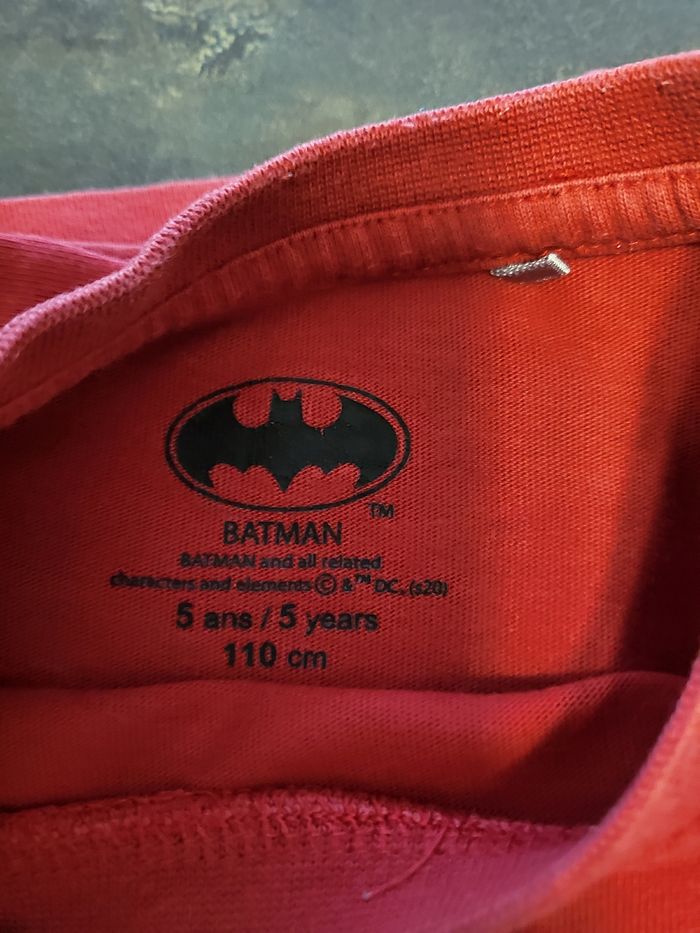 TM
BATMAN
BATMAN and all related
characters and elements © & ™ DC. (s20)
5 ans / 5 years
110 cm